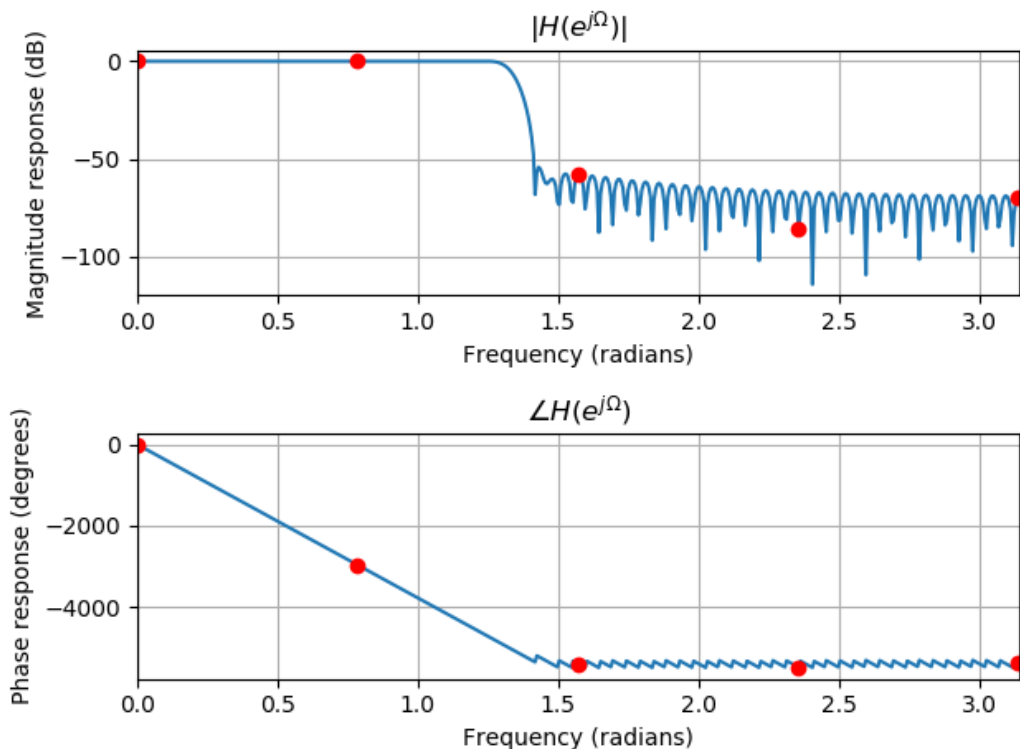 |H(e^{jΩ})|
Magnitude response (dB)
0
−50
−100
0.0 0.5 1.0 1.5 2.0 2.5 3.0
Frequency (radians)
∠H(e^{jΩ})
Phase response (degrees)
0
−2000
−4000
0.0 0.5 1.0 1.5 2.0 2.5 3.0
Frequency (radians)